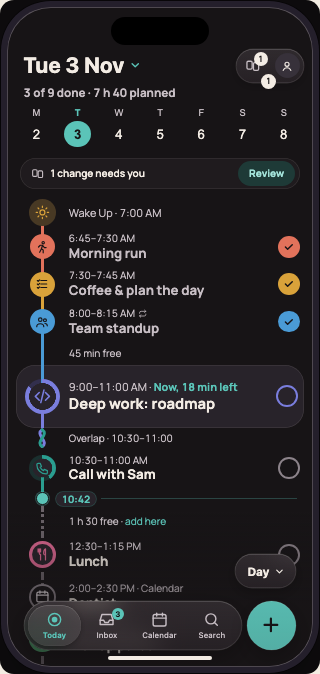 Tue 3 Nov
1
1
3 of 9 done · 7 h 40 planned
M T W T F S S
2 3 4 5 6 7 8
1 change needs you
Review
Wake Up · 7:00 AM
6:45–7:30 AM
Morning run
7:30–7:45 AM
Coffee & plan the day
8:00–8:15 AM
Team standup
45 min free
9:00–11:00 AM · Now, 18 min left
Deep work: roadmap
Overlap · 10:30–11:00
10:30–11:00 AM
Call with Sam
10:42
1 h 30 free · add here
12:30–1:15 PM
Lunch
Day
2:00–2:30 PM · Calendar
3
Today
Inbox
Calendar
Search